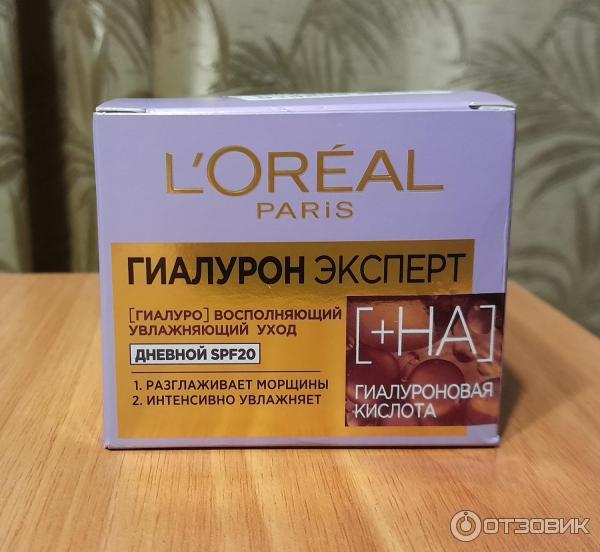 L'ORÉAL
PARiS
ГИАЛУРОН ЭКСПЕРТ
[ГИАЛУРО] ВОСПОЛНЯЮЩИЙ
УВЛАЖНЯЮЩИЙ УХОД
ДНЕВНОЙ SPF20
1. РАЗГЛАЖИВАЕТ МОРЩИНЫ
2. ИНТЕНСИВНО УВЛАЖНЯЕТ
[+HA]
ГИАЛУРОНОВАЯ
КИСЛОТА
ОТЗОВИК